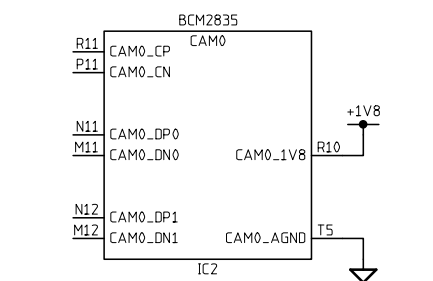 BCM2835
CAM0
R11 CAM0_CP
P11 CAM0_CN
+1V8
N11 CAM0_DP0
M11 CAM0_DN0 CAM0_1V8 R10
N12 CAM0_DP1
M12 CAM0_DN1 CAM0_AGND T5
IC2